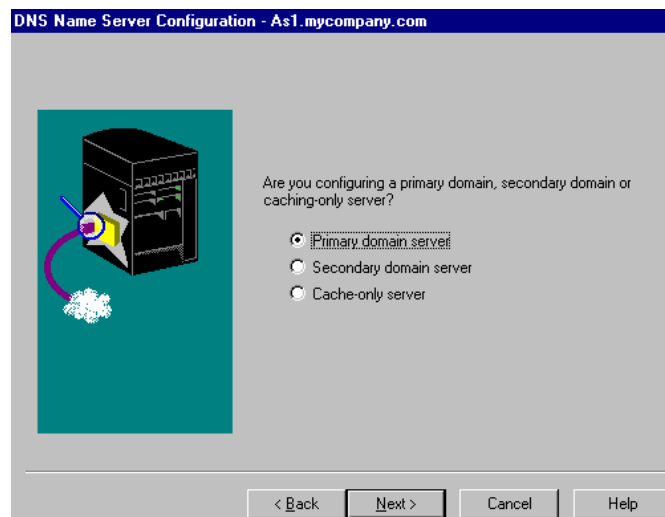 DNS Name Server Configuration - As1.mycompany.com
Are you configuring a primary domain, secondary domain or
caching-only server?
Primary domain server
Secondary domain server
Cache-only server
< Back
Next >
Cancel
Help